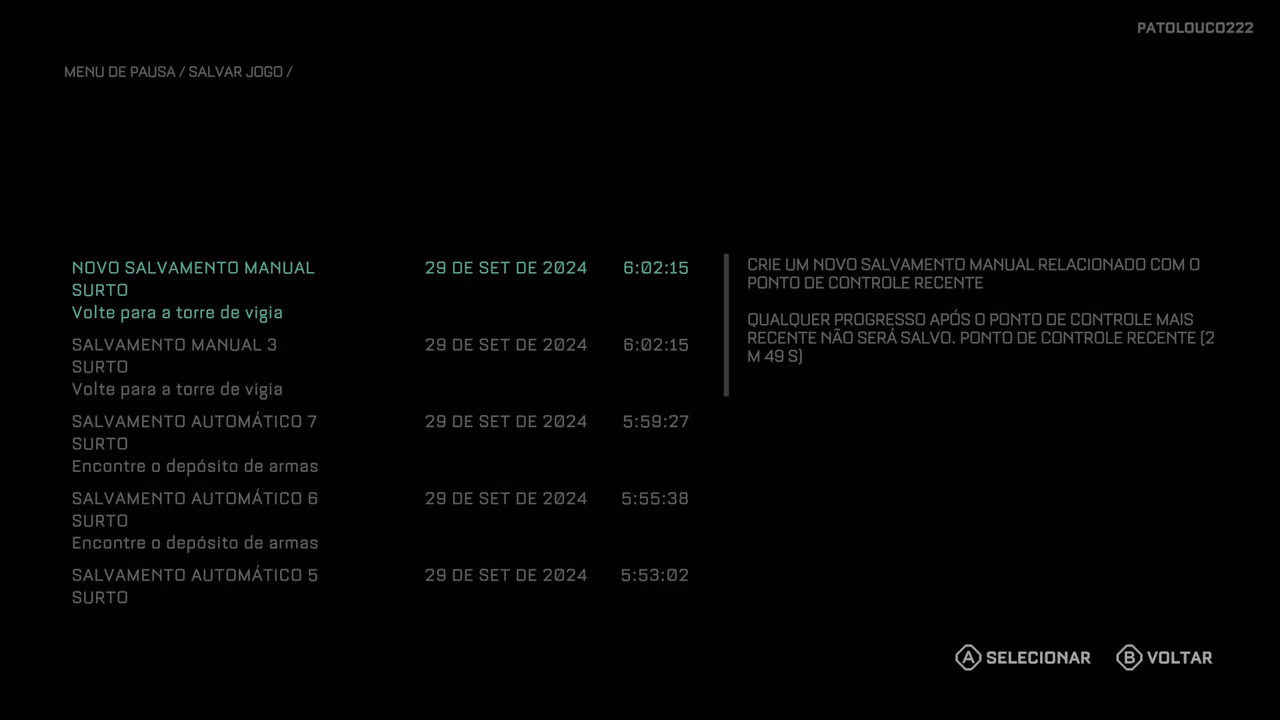 PATOLOUCO222
MENU DE PAUSA / SALVAR JOGO /
NOVO SALVAMENTO MANUAL 29 DE SET DE 2024 6:02:15
SURTO
Volte para a torre de vigia
SALVAMENTO MANUAL 3 29 DE SET DE 2024 6:02:15
SURTO
Volte para a torre de vigia
SALVAMENTO AUTOMÁTICO 7 29 DE SET DE 2024 5:59:27
SURTO
Encontre o depósito de armas
SALVAMENTO AUTOMÁTICO 6 29 DE SET DE 2024 5:55:38
SURTO
Encontre o depósito de armas
SALVAMENTO AUTOMÁTICO 5 29 DE SET DE 2024 5:53:02
SURTO
CRIE UM NOVO SALVAMENTO MANUAL RELACIONADO COM O
PONTO DE CONTROLE RECENTE
QUALQUER PROGRESSO APÓS O PONTO DE CONTROLE MAIS
RECENTE NÃO SERÁ SALVO. PONTO DE CONTROLE RECENTE (2
M 49 S)
A SELECIONAR B VOLTAR